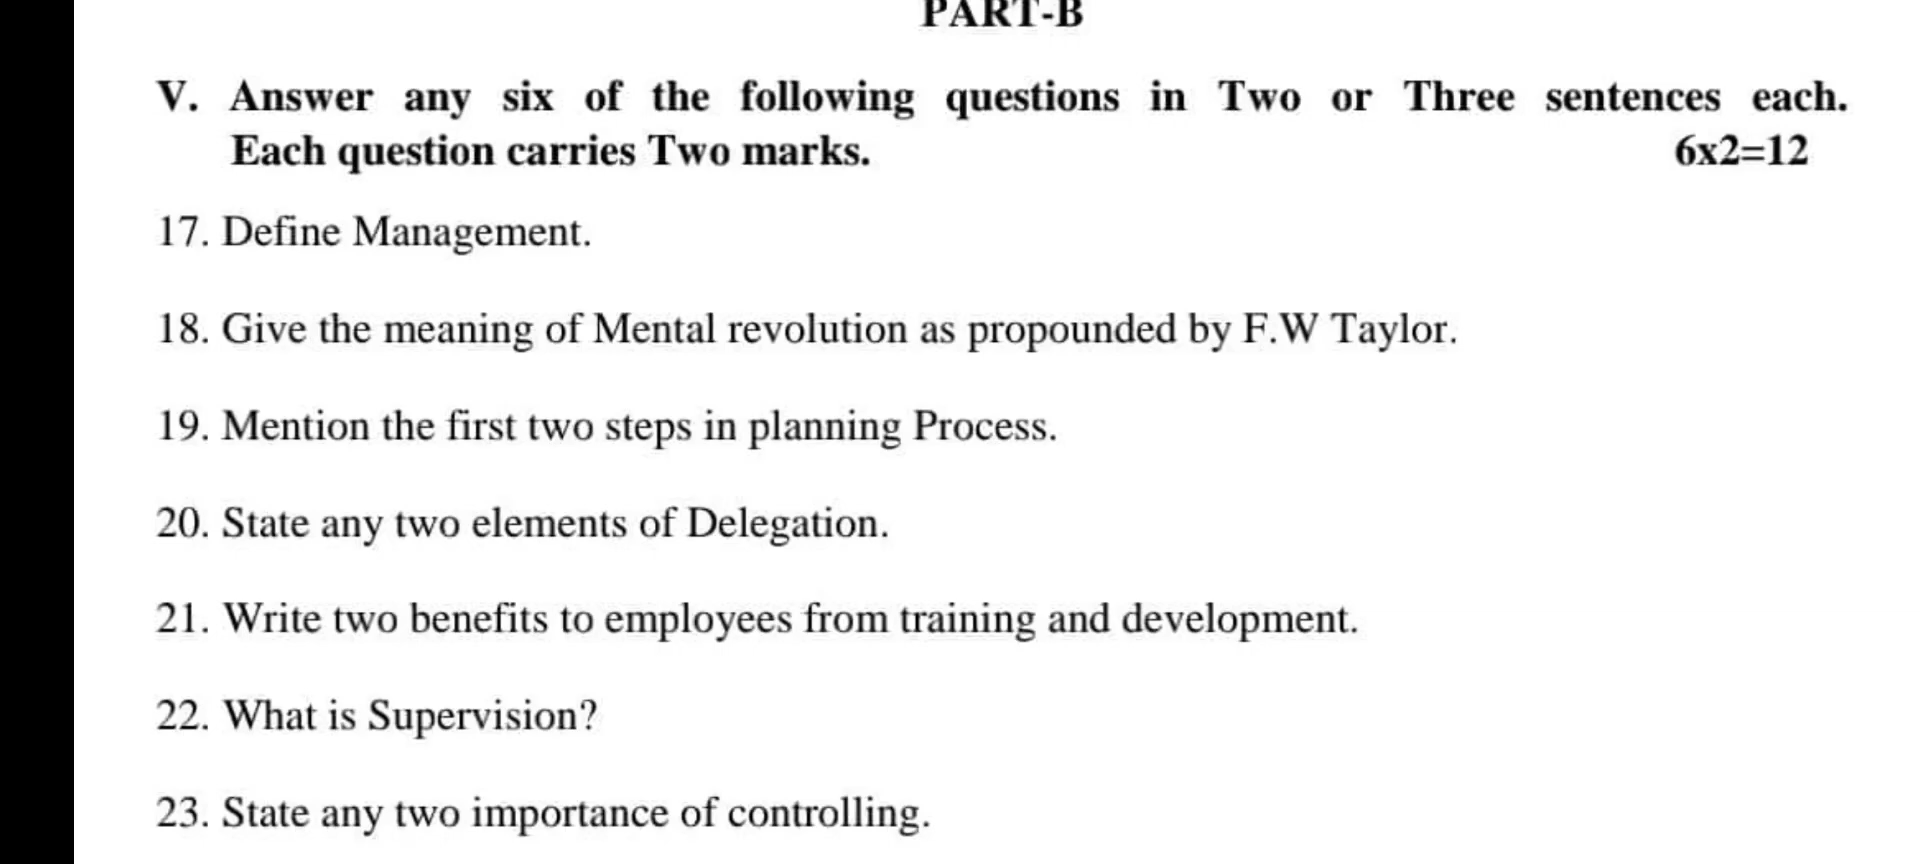 PART-B
V. Answer any six of the following questions in Two or Three sentences each.
Each question carries Two marks. 6x2=12
17. Define Management.
18. Give the meaning of Mental revolution as propounded by F.W Taylor.
19. Mention the first two steps in planning Process.
20. State any two elements of Delegation.
21. Write two benefits to employees from training and development.
22. What is Supervision?
23. State any two importance of controlling.